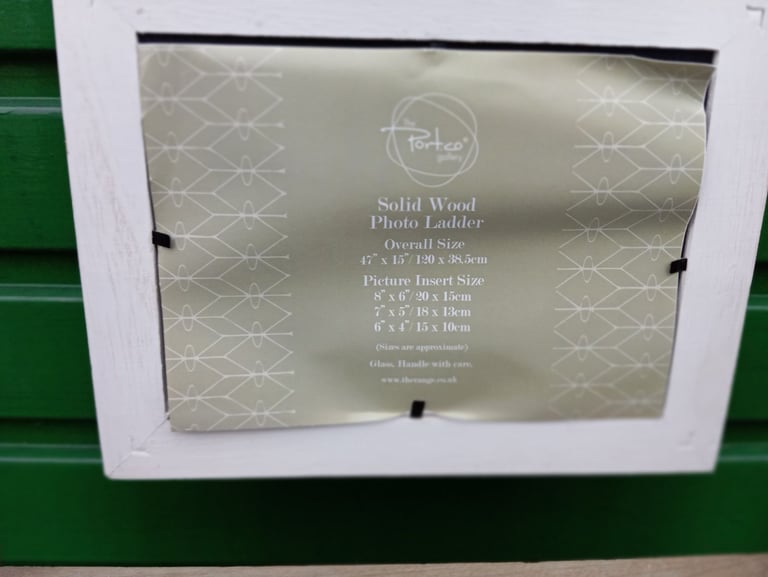 The
Portico
gallery
Solid Wood
Photo Ladder
Overall Size
47" x 15"/ 120 x 38.5cm
Picture Insert Size
8" x 6"/ 20 x 15cm
7" x 5"/ 18 x 13cm
6" x 4"/ 15 x 10cm
(Sizes are approximate)
Glass. Handle with care.
www.therange.co.uk